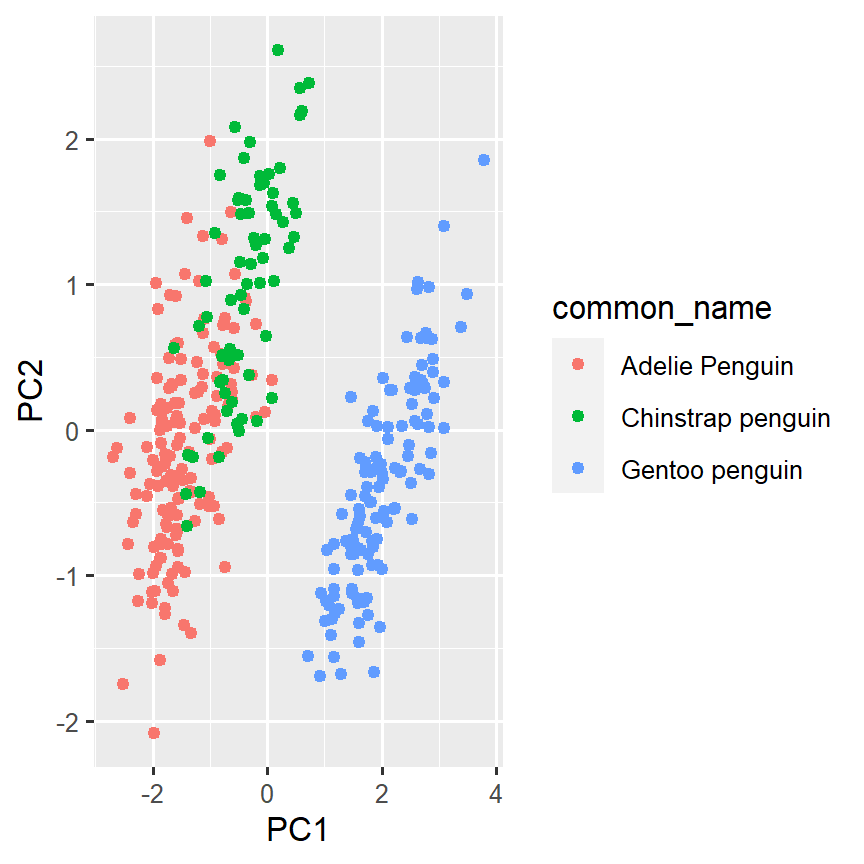 PC2
2
1
0
-1
-2
-2 0 2 4
PC1
common_name
Adelie Penguin
Chinstrap penguin
Gentoo penguin